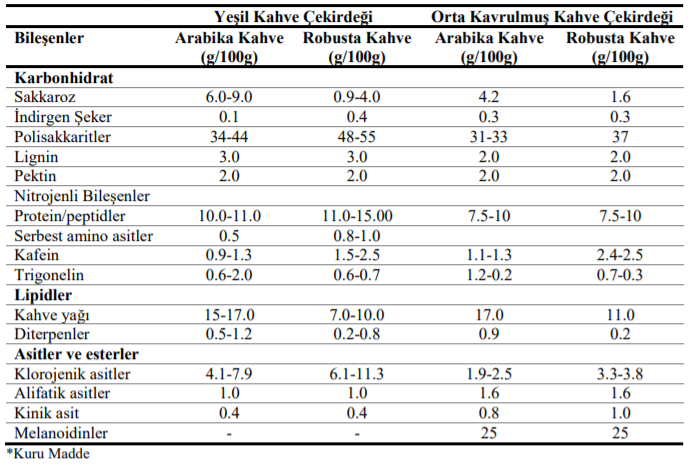 Yeşil Kahve Çekirdeği Orta Kavrulmuş Kahve Çekirdeği
Bileşenler Arabika Kahve Robusta Kahve Arabika Kahve Robusta Kahve
(g/100g) (g/100g) (g/100g) (g/100g)
Karbonhidrat
Sakkaroz 6.0-9.0 0.9-4.0 4.2 1.6
İndirgen Şeker 0.1 0.4 0.3 0.3
Polisakkaritler 34-44 48-55 31-33 37
Lignin 3.0 3.0 2.0 2.0
Pektin 2.0 2.0 2.0 2.0
Nitrojenli Bileşenler
Protein/peptidler 10.0-11.0 11.0-15.00 7.5-10 7.5-10
Serbest amino asitler 0.5 0.8-1.0
Kafein 0.9-1.3 1.5-2.5 1.1-1.3 2.4-2.5
Trigonelin 0.6-2.0 0.6-0.7 1.2-0.2 0.7-0.3
Lipidler
Kahve yağı 15-17.0 7.0-10.0 17.0 11.0
Diterpenler 0.5-1.2 0.2-0.8 0.9 0.2
Asitler ve esterler
Klorojenik asitler 4.1-7.9 6.1-11.3 1.9-2.5 3.3-3.8
Alifatik asitler 1.0 1.0 1.6 1.6
Kinik asit 0.4 0.4 0.8 1.0
Melanoidinler - - 25 25
*Kuru Madde